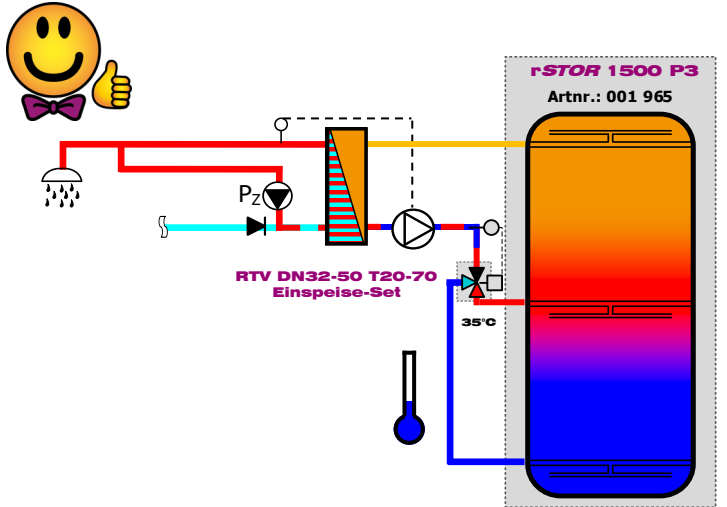 rSTOR 1500 P3
Artnr.: 001 965
PZ
RTV DN32-50 T20-70
Einspeise-Set
35°C